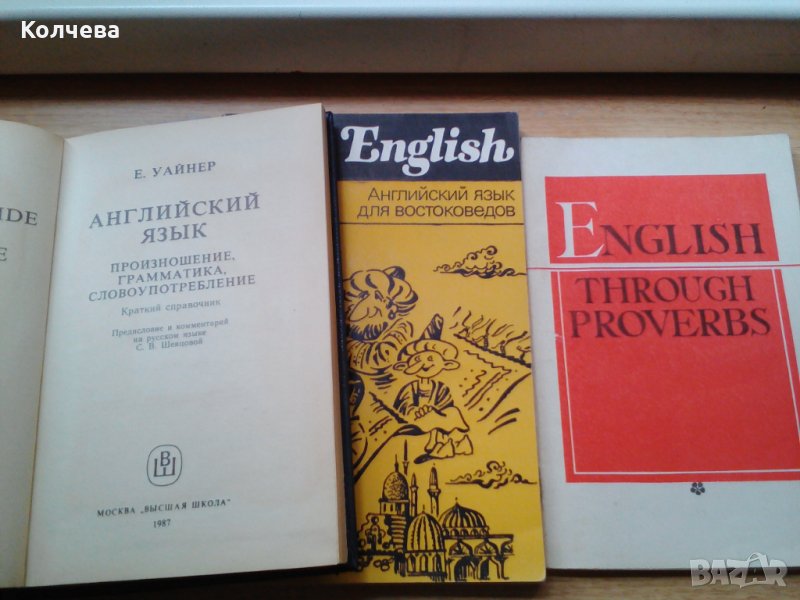 Колчева
IDE
E
Е. УАЙНЕР
АНГЛИЙСКИЙ
ЯЗЫК
ПРОИЗНОШЕНИЕ,
ГРАММАТИКА,
СЛОВОУПОТРЕБЛЕНИЕ
Краткий справочник
Предисловие и комментарий
на русском языке
С. В. Шевцовой
ВШ
МОСКВА „ВЫСШАЯ ШКОЛА"
1987
English
Английский язык
для востоковедов
ENGLISH
THROUGH
PROVERBS
BAZAR